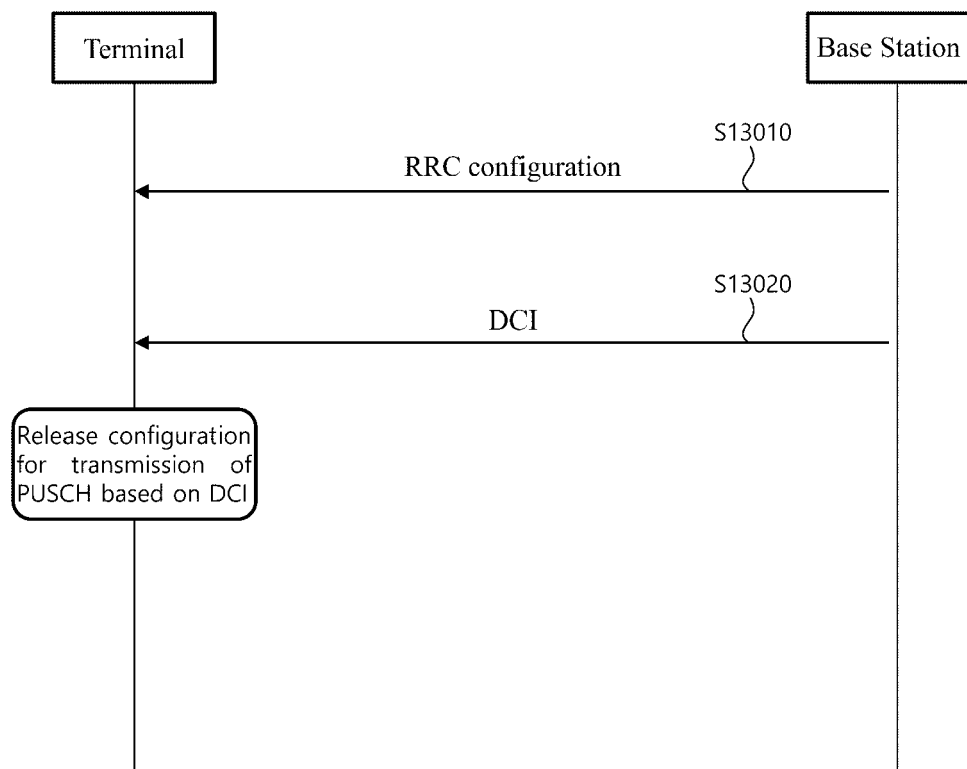 Terminal
Base Station
S13010
RRC configuration
S13020
DCI
Release configuration
for transmission of
PUSCH based on DCI